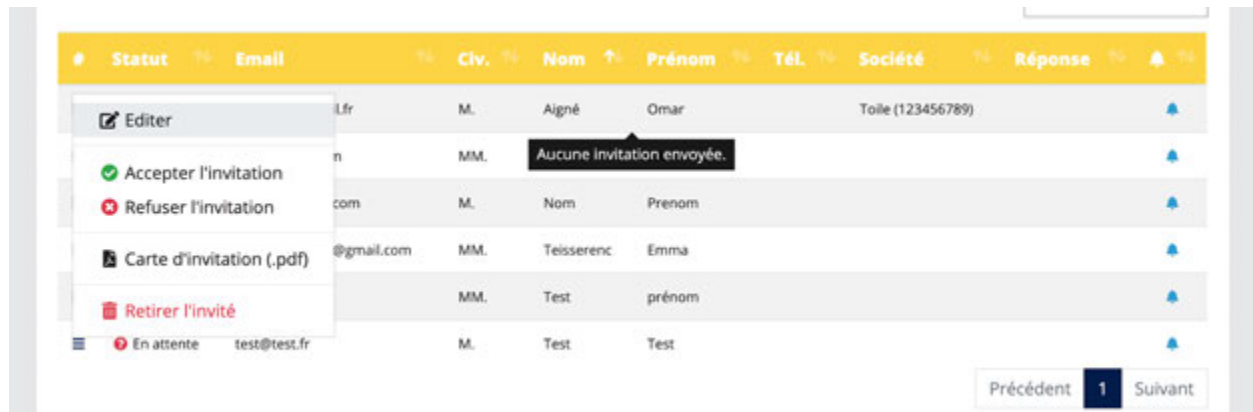 # Statut Email Civ. Nom Prénom Tél. Société Réponse
l.fr M. Aigné Omar Toile (123456789)
Editer
Aucune invitation envoyée.
MM.
Accepter l'invitation
Refuser l'invitation
com M. Nom Prenom
@gmail.com MM. Teisserenc Emma
Carte d'invitation (.pdf)
MM. Test prénom
Retirer l'invité
En attente test@test.fr M. Test Test
Précédent 1 Suivant